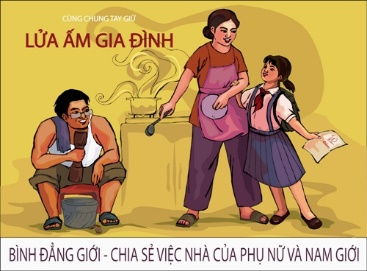 CÙNG CHUNG TAY GIỮ
LỬA ẤM GIA ĐÌNH
BÌNH ĐẲNG GIỚI - CHIA SẺ VIỆC NHÀ CỦA PHỤ NỮ VÀ NAM GIỚI